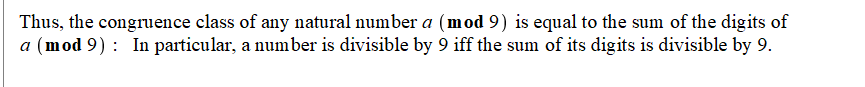 Thus, the congruence class of any natural number a (mod 9) is equal to the sum of the digits of
a (mod 9) : In particular, a number is divisible by 9 iff the sum of its digits is divisible by 9.